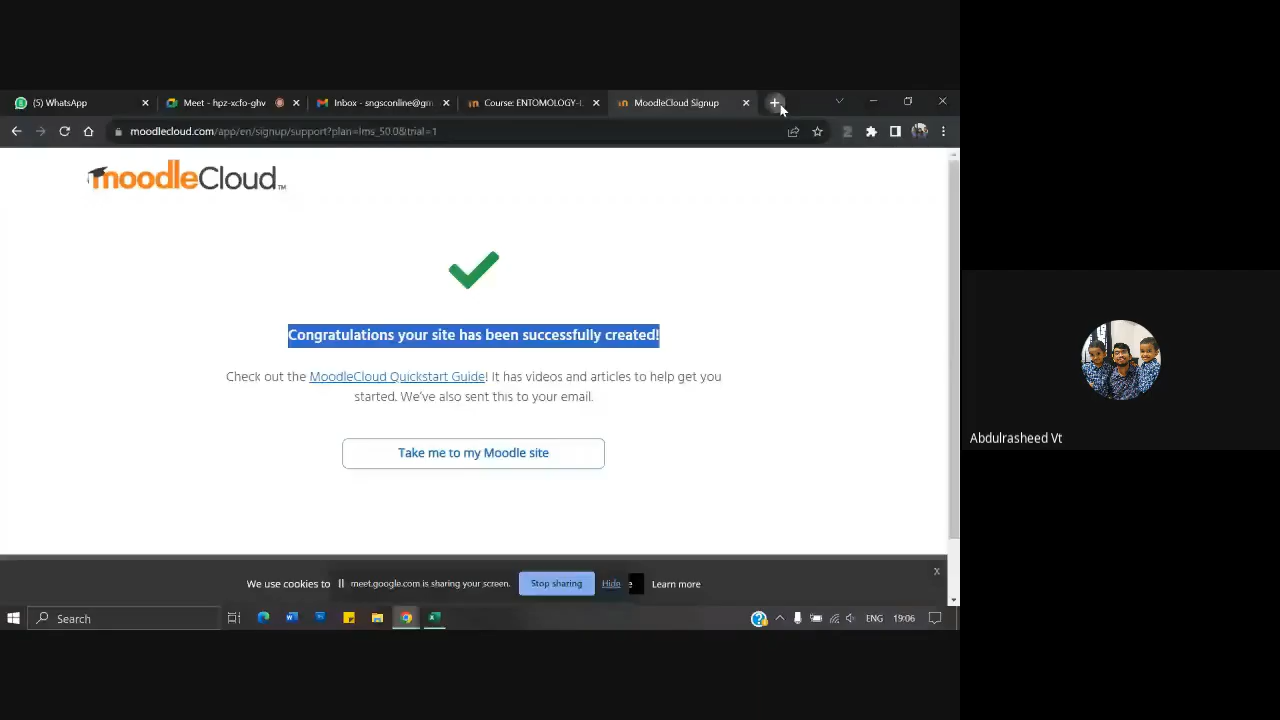 (5) WhatsApp
Meet - hpz-xcfo-ghv
Inbox - sngsconline@gm
Course: ENTOMOLOGY-I.
MoodleCloud Signup
moodlecloud.com/app/en/signup/support?plan=lms_50.0&trial=1
moodleCloud™
Congratulations your site has been successfully created!
Check out the MoodleCloud Quickstart Guide! It has videos and articles to help get you
started. We've also sent this to your email.
Take me to my Moodle site
Abdulrasheed Vt
We use cookies to
meet.google.com is sharing your screen.
Stop sharing
Hide
e
Learn more
x
Search
ENG
19:06